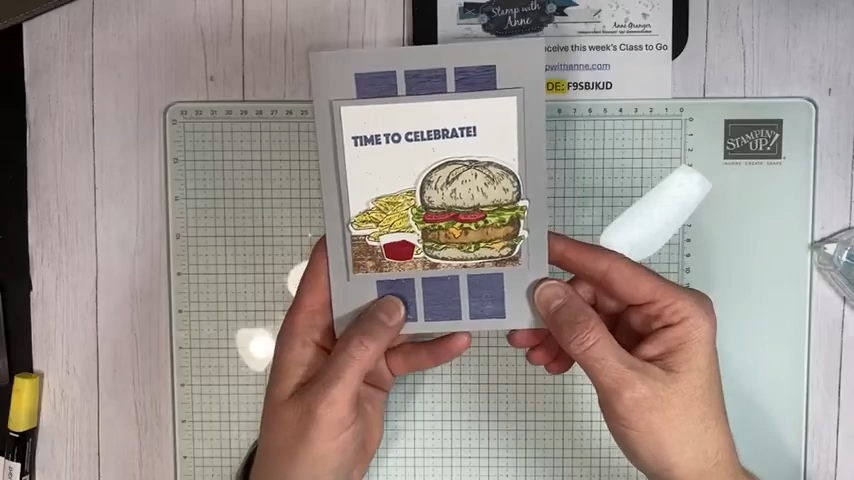 Stamp with
Anne
Anne Granger
ceive this week's Class to Go
pwithanne.com
DE: F9SBJKJD
TIME TO CELEBRATE!
STAMPIN' UP!